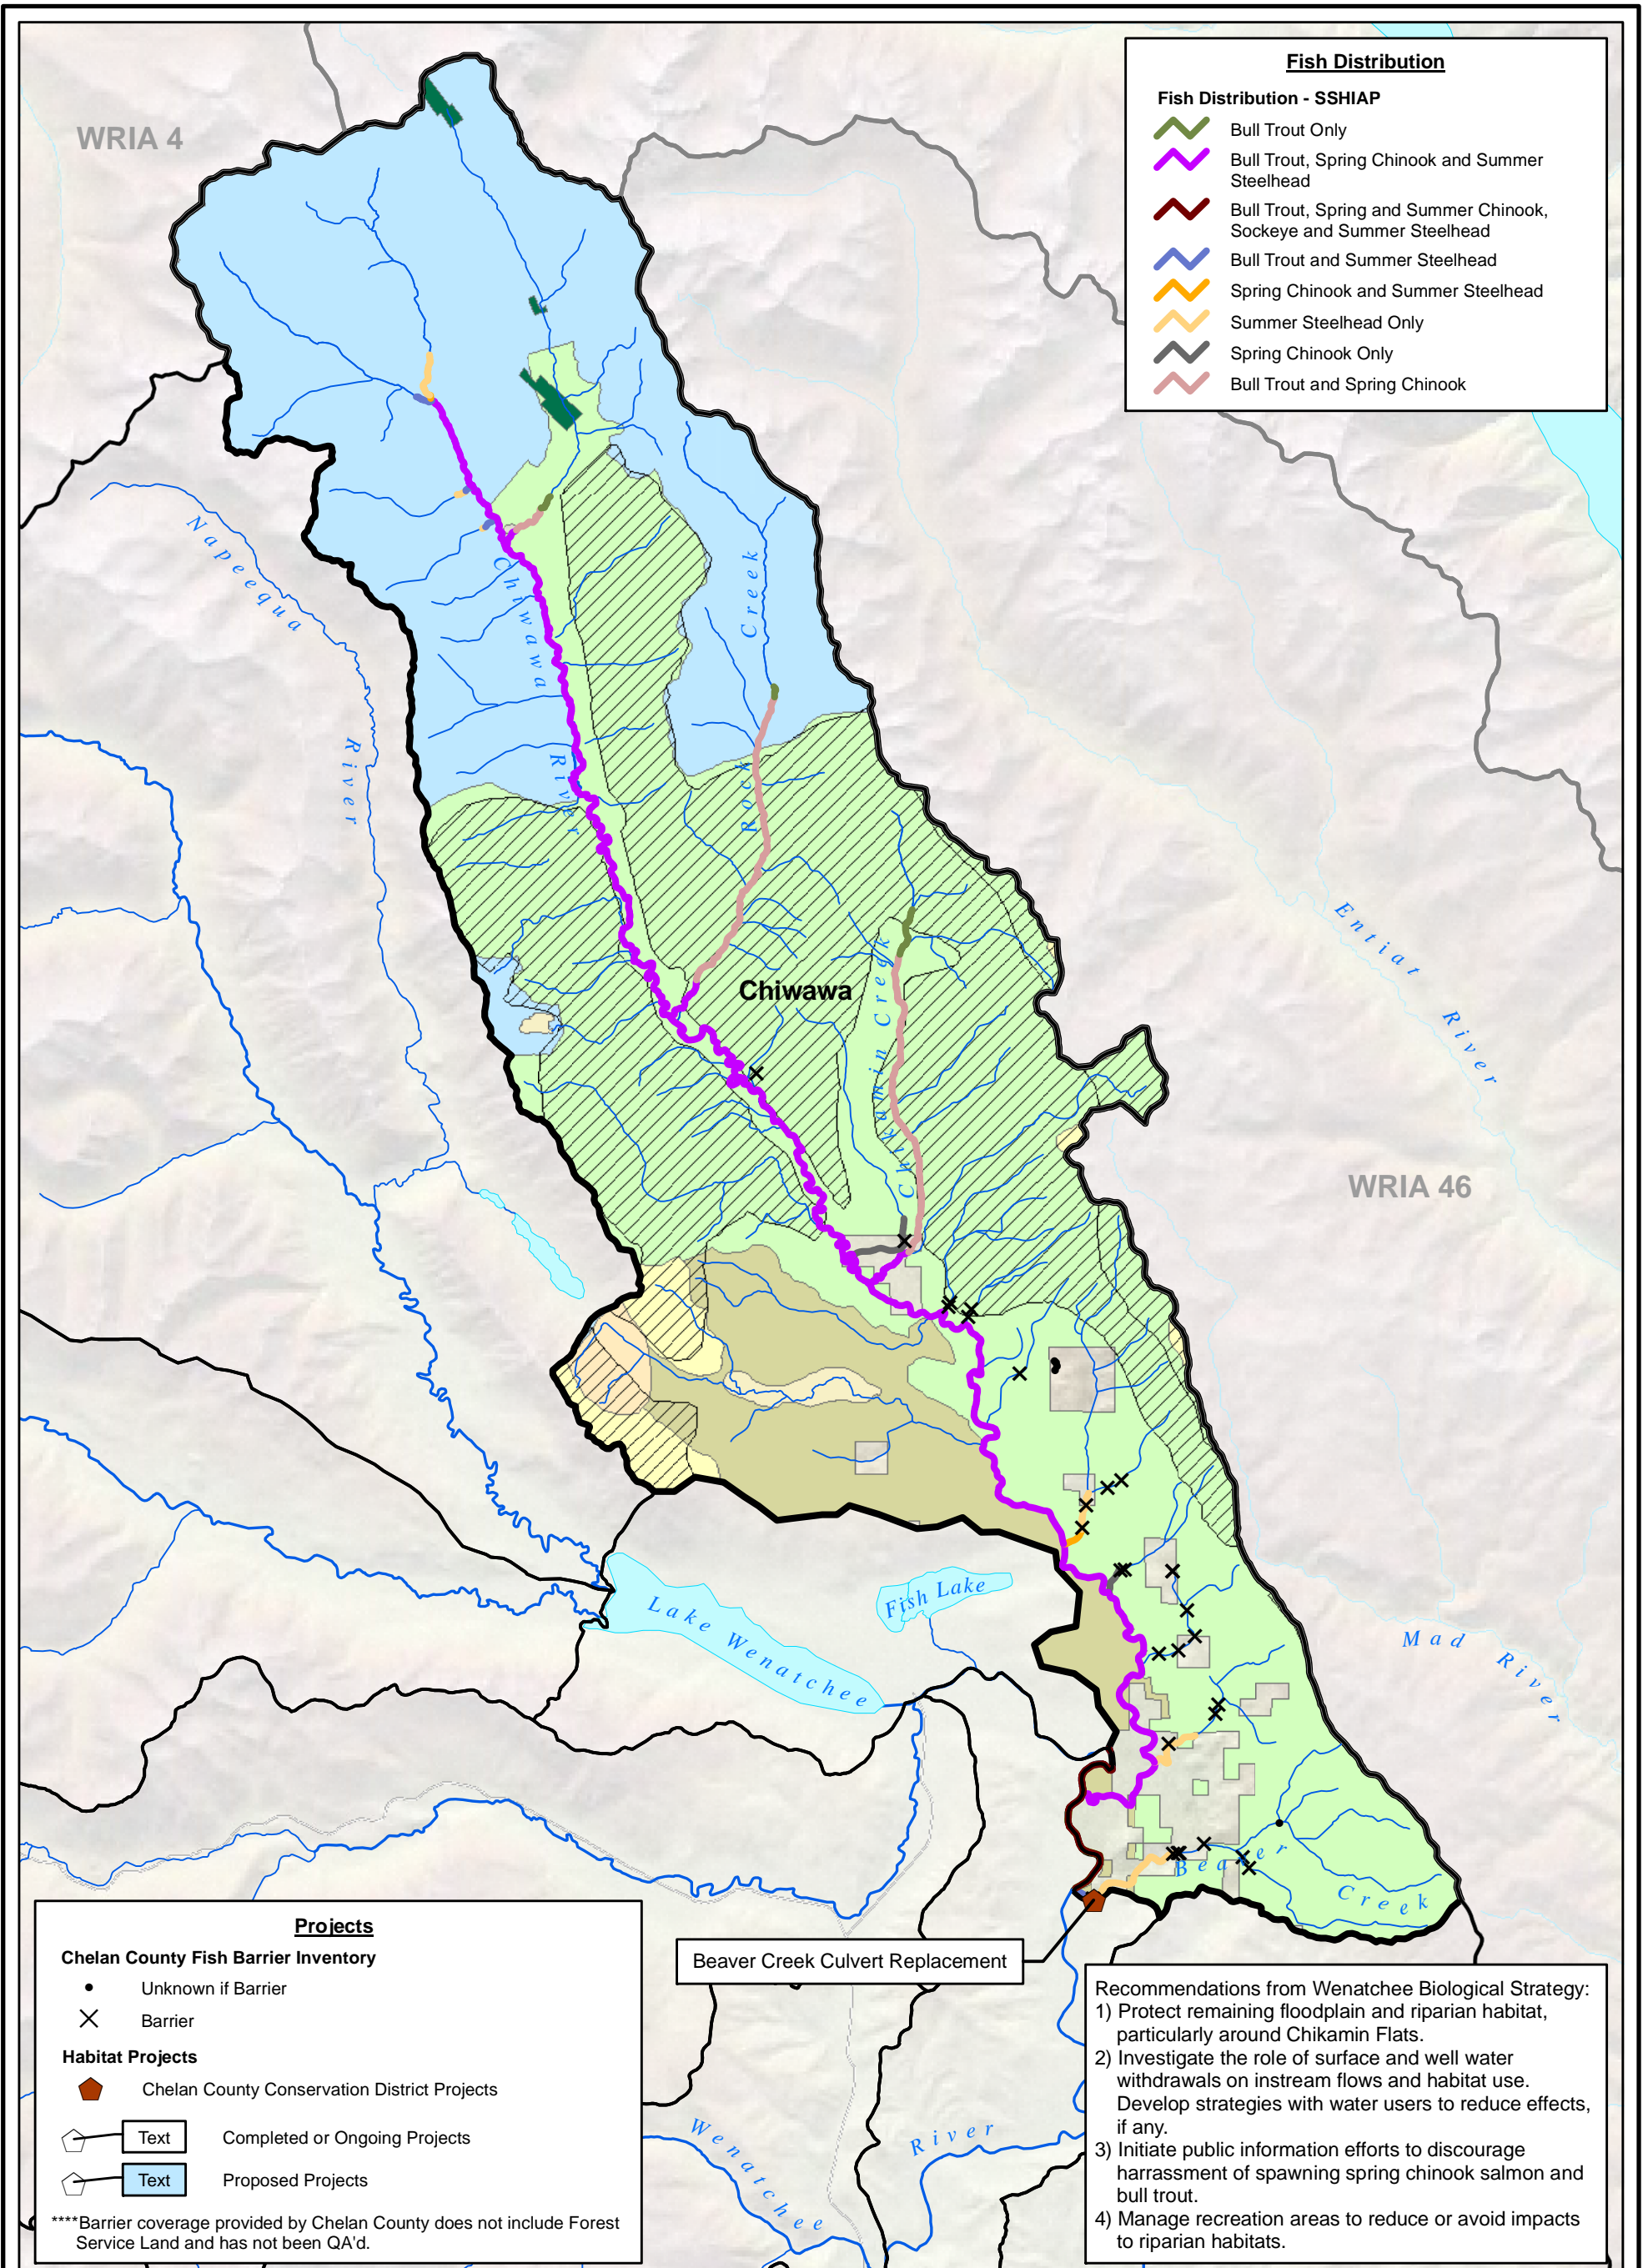 Fish Distribution
Fish Distribution - SSHIAP
Bull Trout Only
Bull Trout, Spring Chinook and Summer
Steelhead
Bull Trout, Spring and Summer Chinook,
Sockeye and Summer Steelhead
Bull Trout and Summer Steelhead
Spring Chinook and Summer Steelhead
Summer Steelhead Only
Spring Chinook Only
Bull Trout and Spring Chinook
WRIA 4
Napeequa
River
Chiwawa
River
Creek
Rock
Chiwawa
Chikamin Creek
Entiat
River
WRIA 46
Lake Wenatchee
Fish Lake
Mad
River
Beaver
Creek
Beaver Creek Culvert Replacement
Wenatchee
River
Projects
Chelan County Fish Barrier Inventory
Unknown if Barrier
Barrier
Habitat Projects
Chelan County Conservation District Projects
Text
Completed or Ongoing Projects
Text
Proposed Projects
****Barrier coverage provided by Chelan County does not include Forest
Service Land and has not been QA'd.
Recommendations from Wenatchee Biological Strategy:
1) Protect remaining floodplain and riparian habitat,
particularly around Chikamin Flats.
2) Investigate the role of surface and well water
withdrawals on instream flows and habitat use.
Develop strategies with water users to reduce effects,
if any.
3) Initiate public information efforts to discourage
harrassment of spawning spring chinook salmon and
bull trout.
4) Manage recreation areas to reduce or avoid impacts
to riparian habitats.